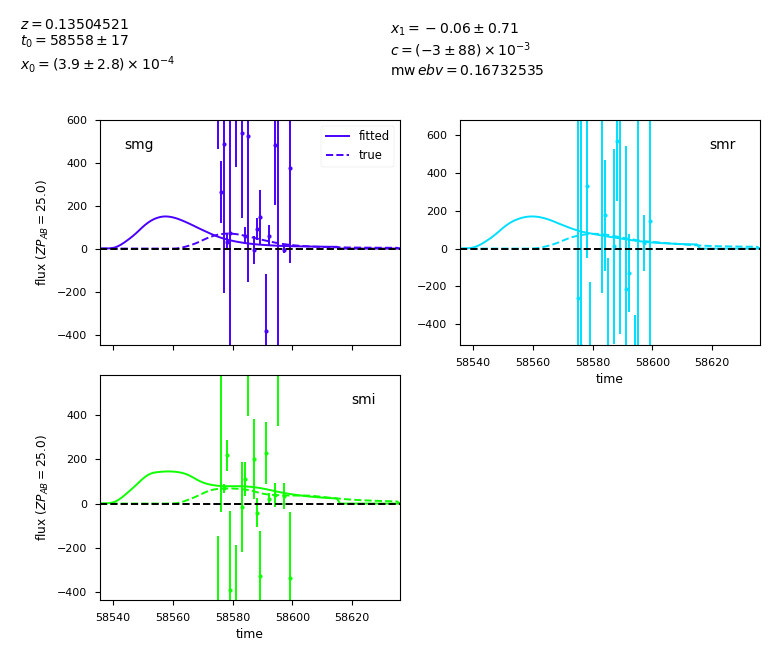 z = 0.13504521
t₀ = 58558 ± 17
x₀ = (3.9 ± 2.8) × 10⁻⁴
x₁ = −0.06 ± 0.71
c = (−3 ± 88) × 10⁻³
mw ebv = 0.16732535
smg
fitted
true
600
400
200
0
−200
−400
flux (ZP_AB = 25.0)
smr
600
400
200
0
−200
−400
58540 58560 58580 58600 58620
time
smi
400
200
0
−200
−400
flux (ZP_AB = 25.0)
58540 58560 58580 58600 58620
time